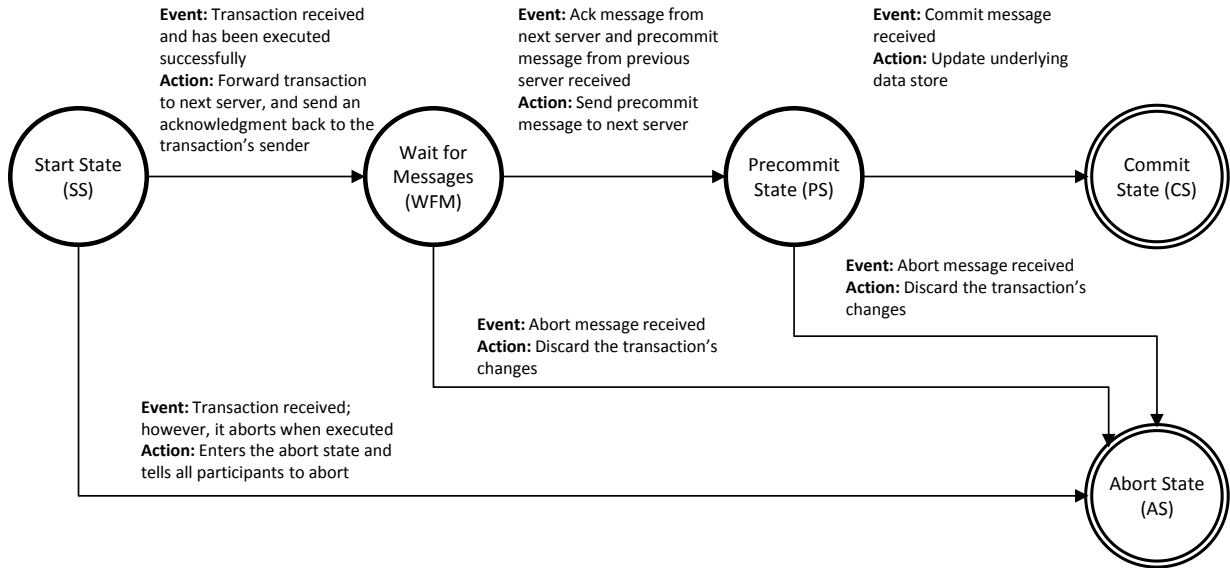 Event: Transaction received
and has been executed
successfully
Action: Forward transaction
to next server, and send an
acknowledgment back to the
transaction’s sender
Event: Ack message from
next server and precommit
message from previous
server received
Action: Send precommit
message to next server
Event: Commit message
received
Action: Update underlying
data store
Start State
(SS)
Wait for
Messages
(WFM)
Precommit
State (PS)
Commit
State (CS)
Event: Abort message received
Action: Discard the transaction’s
changes
Event: Abort message received
Action: Discard the transaction’s
changes
Event: Transaction received;
however, it aborts when executed
Action: Enters the abort state and
tells all participants to abort
Abort State
(AS)